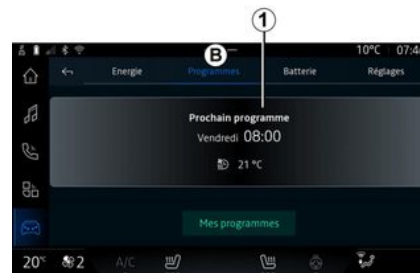 1
B
10°C 07:4
Energie Programmes Batterie Réglages
Prochain programme
Vendredi 08:00
21 °C
Mes programmes
20°C 2 A/C